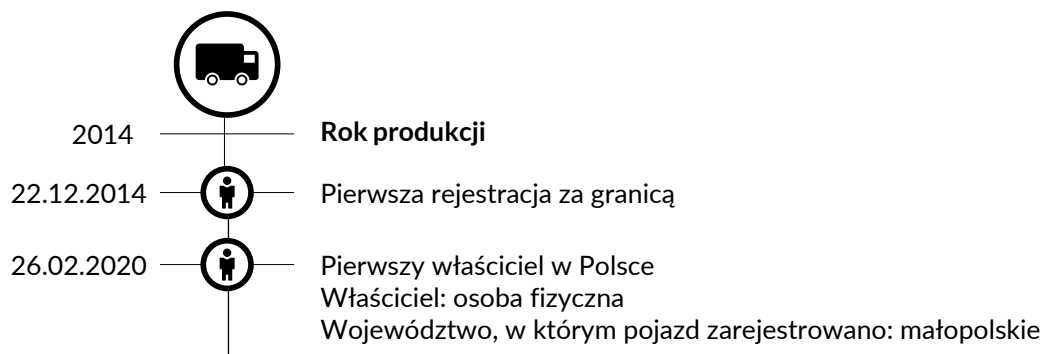 2014 Rok produkcji
22.12.2014 Pierwsza rejestracja za granicą
26.02.2020 Pierwszy właściciel w Polsce
Właściciel: osoba fizyczna
Województwo, w którym pojazd zarejestrowano: małopolskie